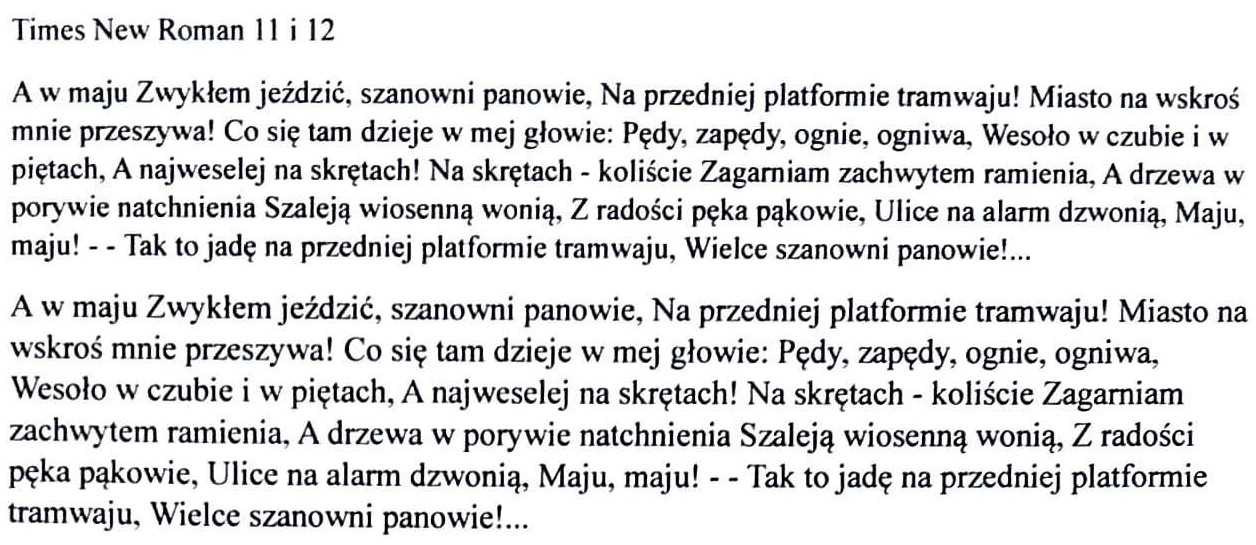 Times New Roman 11 i 12
A w maju Zwykłem jeździć, szanowni panowie, Na przedniej platformie tramwaju! Miasto na wskroś
mnie przeszywa! Co się tam dzieje w mej głowie: Pędy, zapędy, ognie, ogniwa, Wesoło w czubie i w
piętach, A najweselej na skrętach! Na skrętach - koliście Zagarniam zachwytem ramienia, A drzewa w
porywie natchnienia Szaleją wiosenną wonią, Z radości pęka pąkowie, Ulice na alarm dzwonią, Maju,
maju! - - Tak to jadę na przedniej platformie tramwaju, Wielce szanowni panowie!...
A w maju Zwykłem jeździć, szanowni panowie, Na przedniej platformie tramwaju! Miasto na
wskroś mnie przeszywa! Co się tam dzieje w mej głowie: Pędy, zapędy, ognie, ogniwa,
Wesoło w czubie i w piętach, A najweselej na skrętach! Na skrętach - koliście Zagarniam
zachwytem ramienia, A drzewa w porywie natchnienia Szaleją wiosenną wonią, Z radości
pęka pąkowie, Ulice na alarm dzwonią, Maju, maju! - - Tak to jadę na przedniej platformie
tramwaju, Wielce szanowni panowie!...